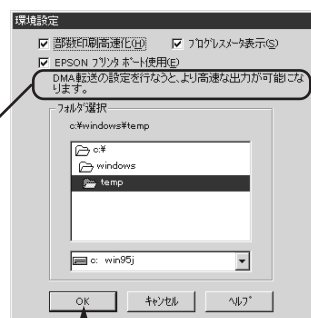 環境設定
部数印刷高速化(H) ﾌﾟﾛｸﾞﾚｽﾒｰﾀ表示(S)
EPSON ﾌﾟﾘﾝﾀ ﾎﾟｰﾄ使用(E)
DMA転送の設定を行なうと、より高速な出力が可能にな
ります。
ﾌｫﾙﾀﾞ選択
c:¥windows¥temp
c:¥
windows
temp
c: win95j
OK ｷｬﾝｾﾙ ﾍﾙﾌﾟ